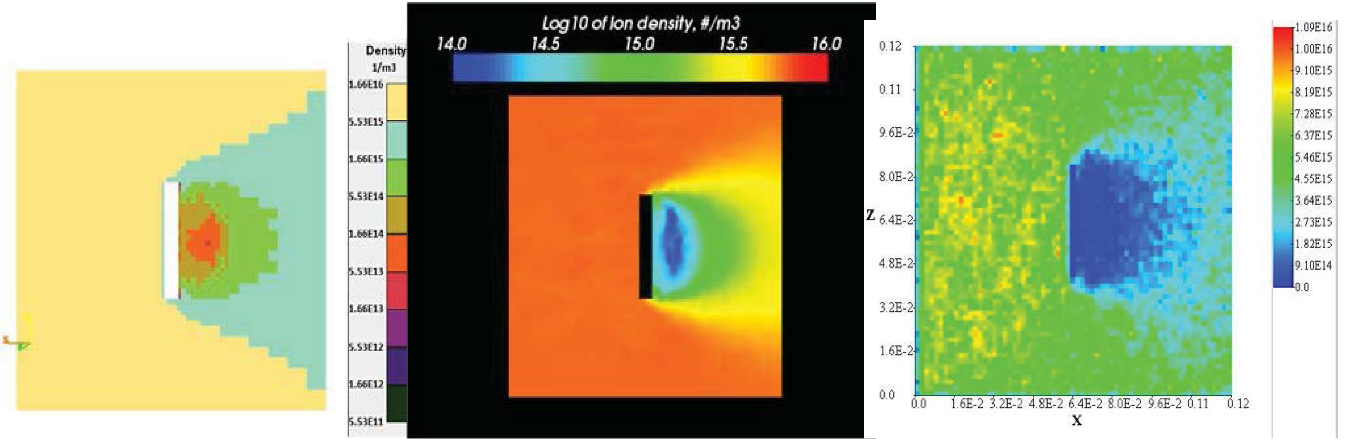 Density
1/m3
1.66E16
5.53E15
1.66E15
5.53E14
1.66E14
5.53E13
1.66E13
5.53E12
1.66E12
5.53E11
Log10 of Ion density, #/m3
14.0 14.5 15.0 15.5 16.0
0.12
0.11
9.6E-2
8.0E-2
6.4E-2
4.8E-2
3.2E-2
1.6E-2
0.0
Z
0.0 1.6E-2 3.2E-2 4.8E-2 6.4E-2 8.0E-2 9.6E-2 0.11 0.12
X
1.09E16
1.00E16
9.10E15
8.19E15
7.28E15
6.37E15
5.46E15
4.55E15
3.64E15
2.73E15
1.82E15
9.10E14
0.0